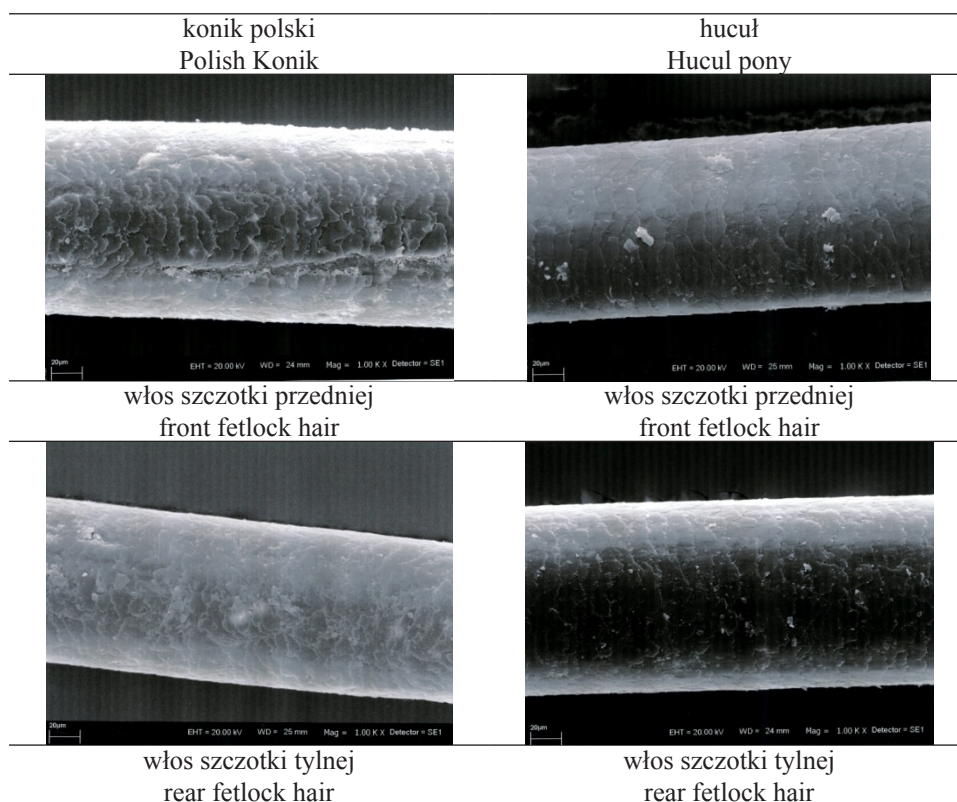 konik polski
Polish Konik
hucuł
Hucul pony
20µm
EHT = 20.00 kV WD = 24 mm Mag = 1.00 K X Detector = SE1
20µm
EHT = 20.00 kV WD = 25 mm Mag = 1.00 K X Detector = SE1
włos szczotki przedniej
front fetlock hair
włos szczotki przedniej
front fetlock hair
20µm
EHT = 20.00 kV WD = 25 mm Mag = 1.00 K X Detector = SE1
20µm
EHT = 20.00 kV WD = 24 mm Mag = 1.00 K X Detector = SE1
włos szczotki tylnej
rear fetlock hair
włos szczotki tylnej
rear fetlock hair